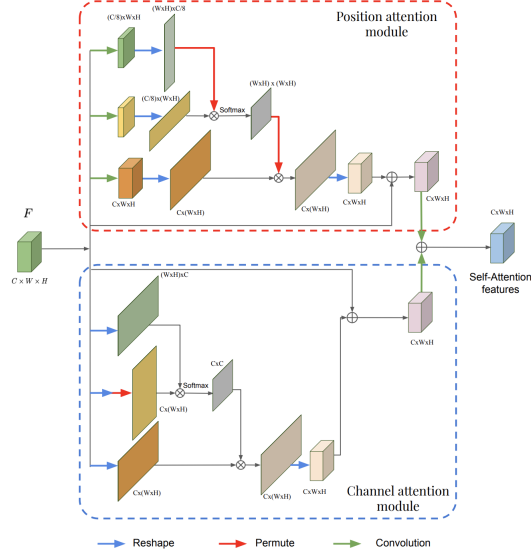 (WxH)xC/8
(C/8)xWxH
Position attention
module
(WxH) x (WxH)
(C/8)x(WxH)
Softmax
CxWxH
Cx(WxH)
Cx(WxH)
CxWxH
CxWxH
F
C × W × H
CxWxH
Self-Attention
features
(WxH)xC
CxWxH
CxC
Softmax
Cx(WxH)
Cx(WxH)
Cx(WxH)
CxWxH
Channel attention
module
Reshape
Permute
Convolution